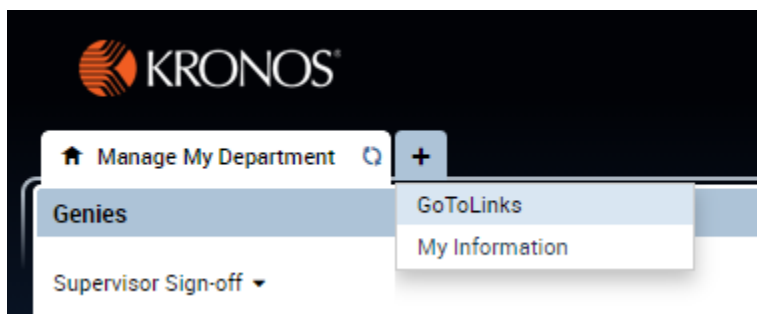 KRONOS®
Manage My Department +
Genies
GoToLinks
My Information
Supervisor Sign-off